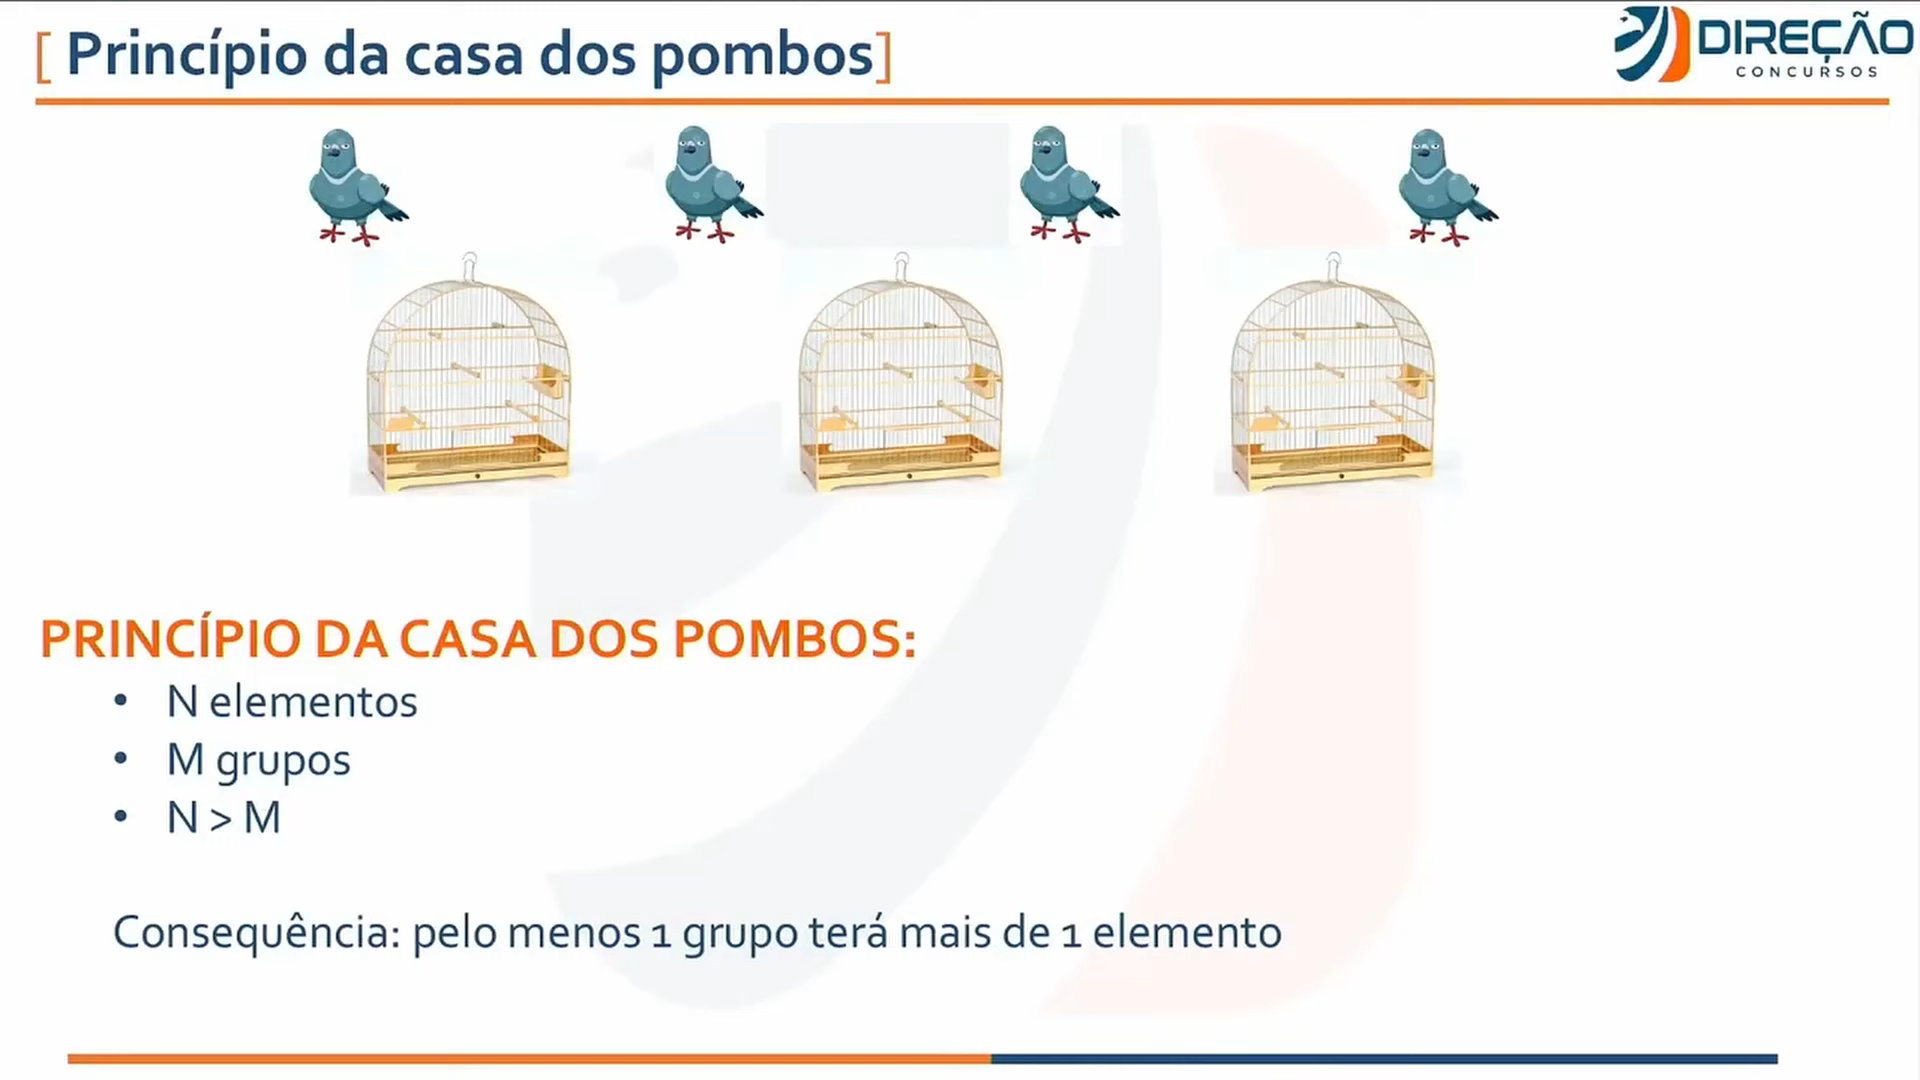 [ Princípio da casa dos pombos]
DIREÇÃO
CONCURSOS
PRINCÍPIO DA CASA DOS POMBOS:
• N elementos
• M grupos
• N > M
Consequência: pelo menos 1 grupo terá mais de 1 elemento